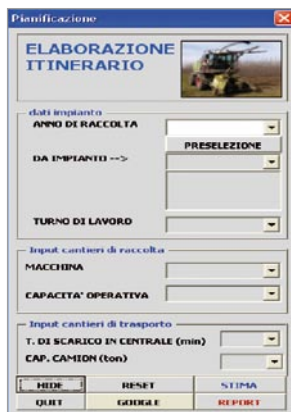 Pianificazione
ELABORAZIONE
ITINERARIO
dati impianto
ANNO DI RACCOLTA
PRESELEZIONE
DA IMPIANTO -->
TURNO DI LAVORO
Input cantieri di raccolta
MACCHINA
CAPACITA' OPERATIVA
Input cantieri di trasporto
T. DI SCARICO IN CENTRALE (min)
CAP. CAMION (ton)
HIDE RESET STIMA
QUIT GOOGLE REPORT